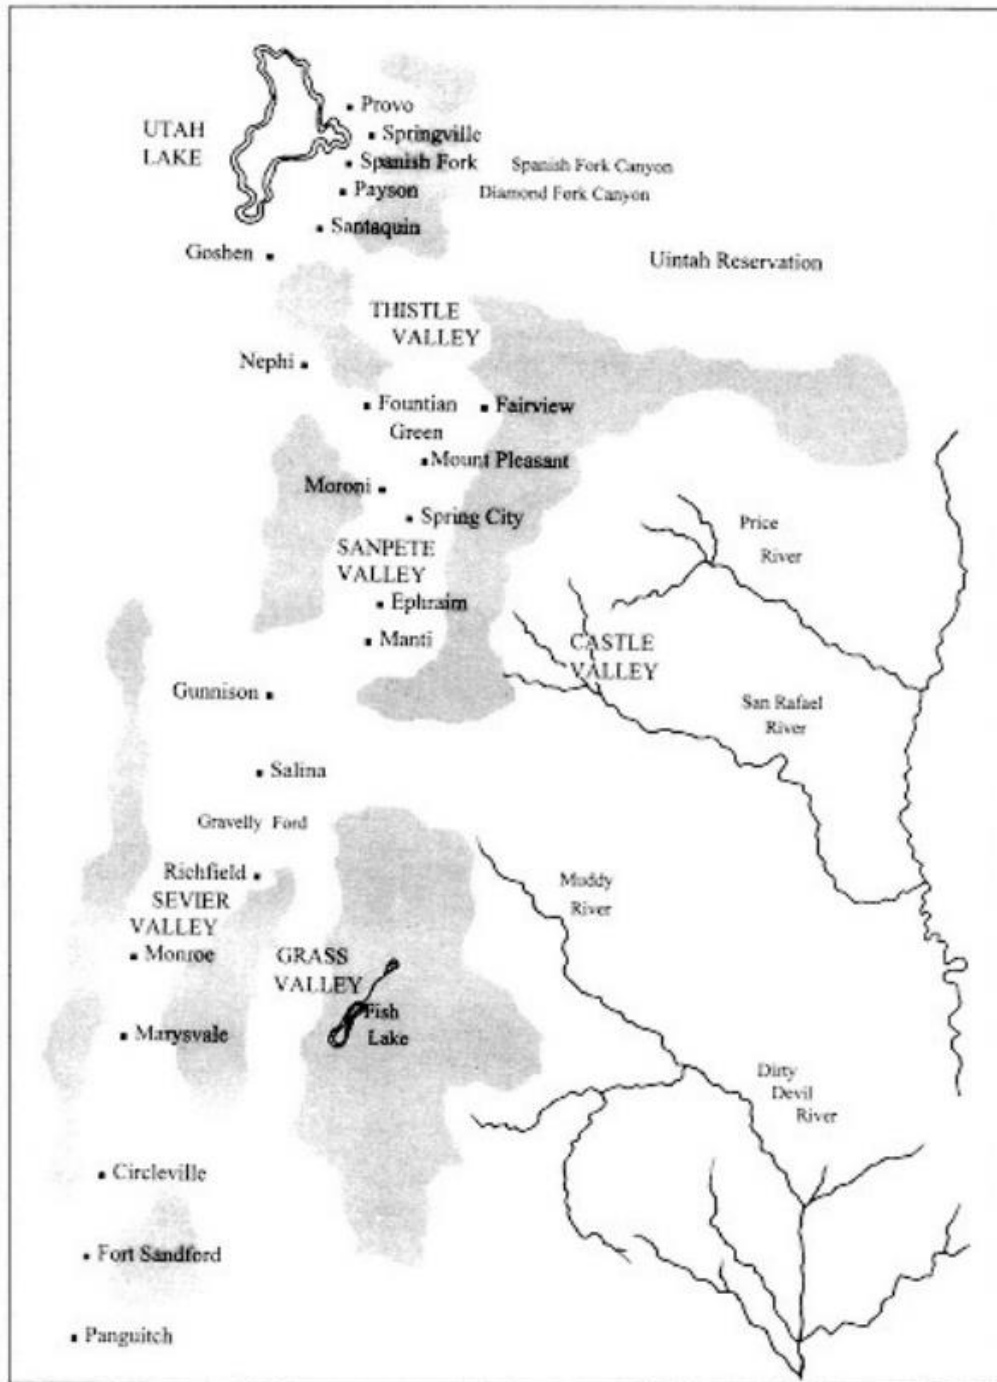 Provo
UTAH
LAKE
Springville
Spanish Fork
Spanish Fork Canyon
Payson
Diamond Fork Canyon
Santaquin
Goshen
Uintah Reservation
THISTLE
VALLEY
Nephi
Fountian
Green
Fairview
Mount Pleasant
Moroni
Spring City
Price
River
SANPETE
VALLEY
Ephraim
Manti
CASTLE
VALLEY
Gunnison
San Rafael
River
Salina
Gravelly Ford
Richfield
SEVIER
VALLEY
Muddy
River
Monroe
GRASS
VALLEY
Fish
Lake
Marysvale
Dirty
Devil
River
Circleville
Fort Sandford
Panguitch